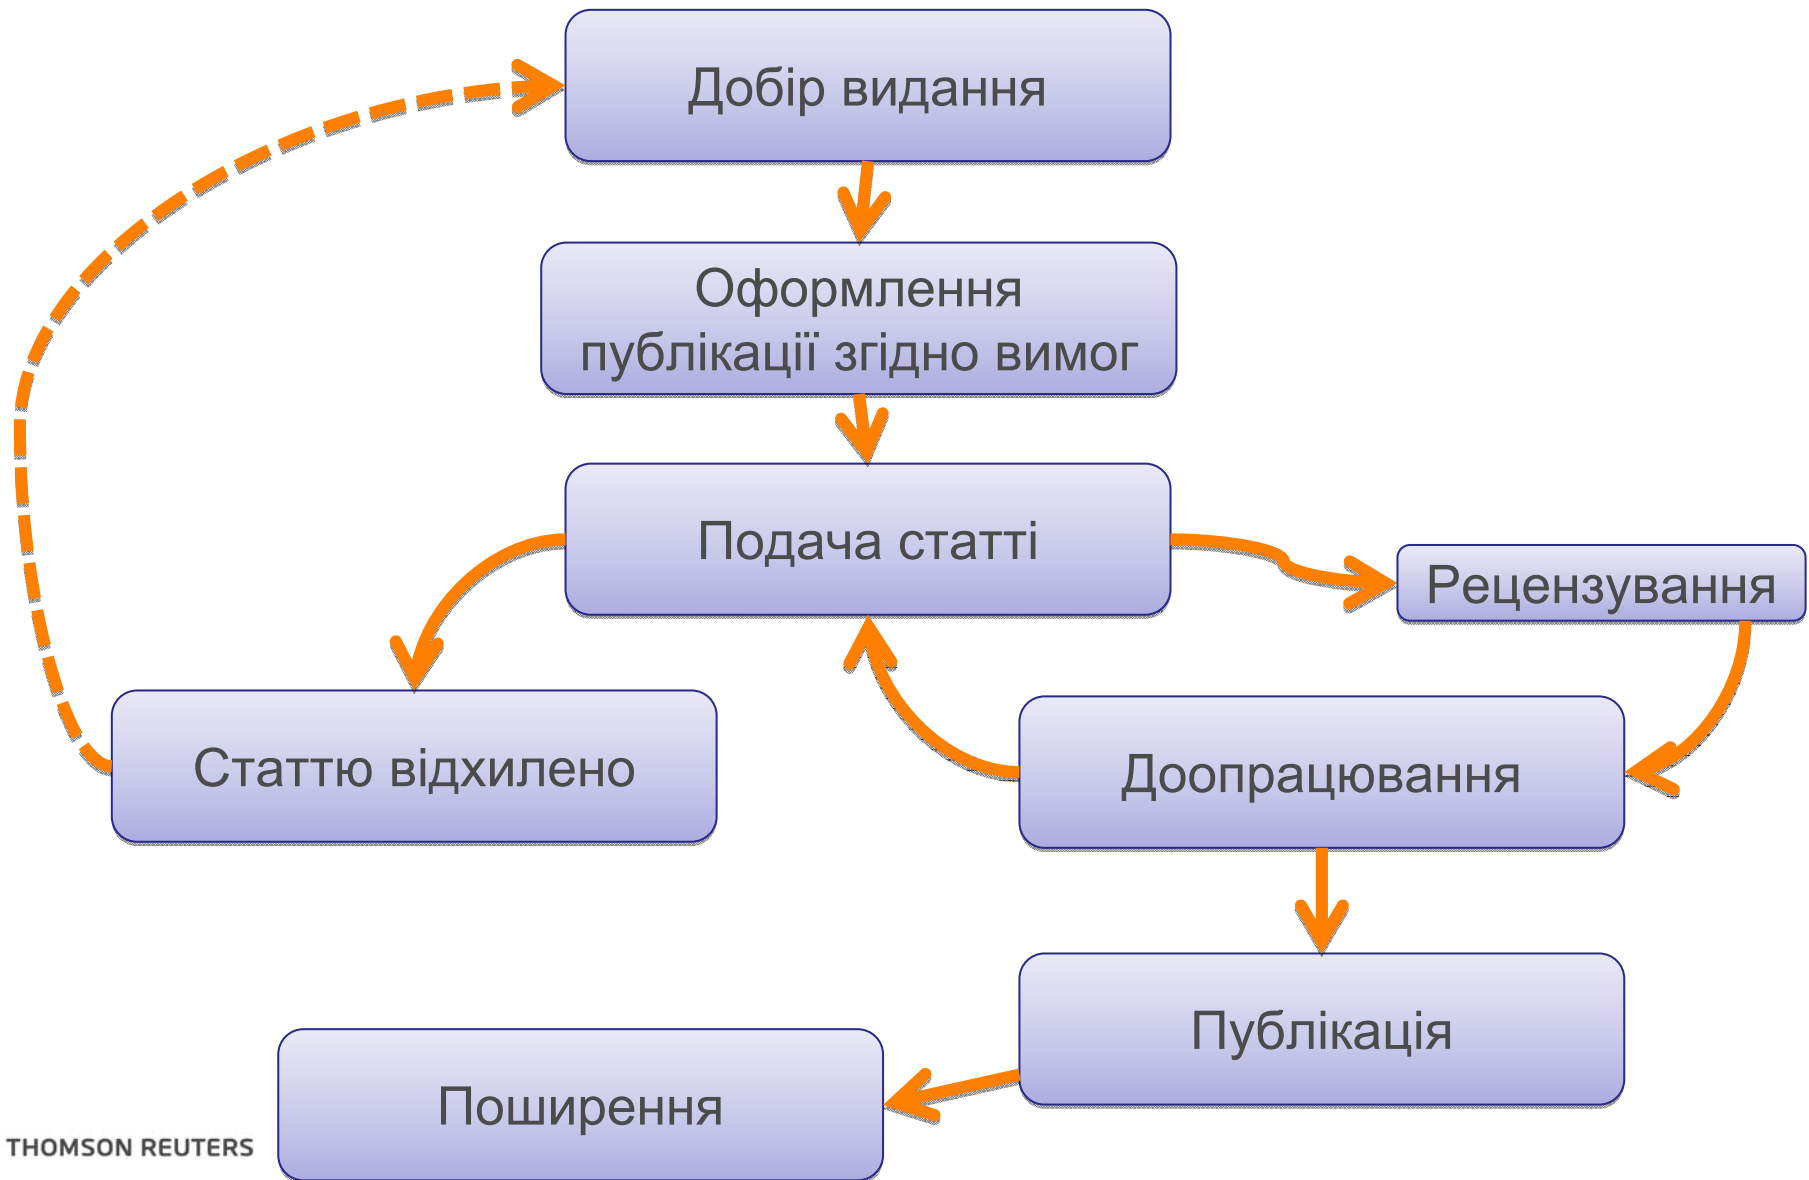 Добір видання
Оформлення
публікації згідно вимог
Подача статті
Рецензування
Статтю відхилено
Доопрацювання
Публікація
Поширення
THOMSON REUTERS